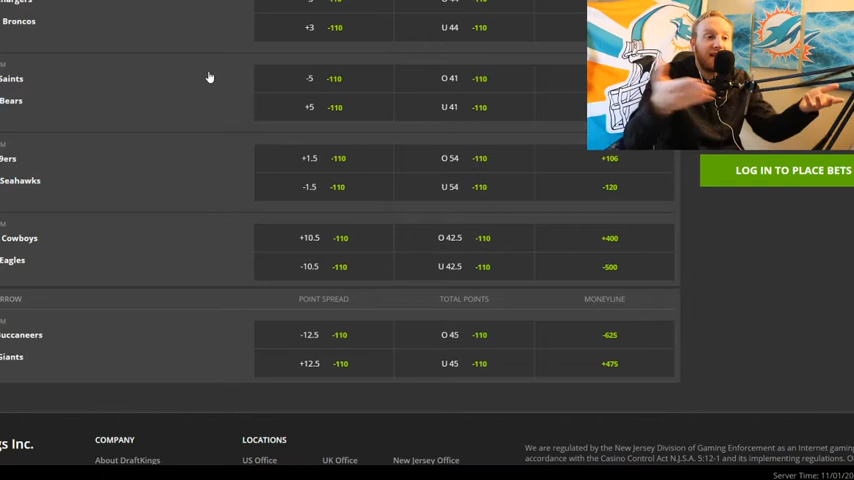 Broncos
+3 -110 U 44 -110
Saints -5 -110 O 41 -110
Bears +5 -110 U 41 -110
9ers +1.5 -110 O 54 -110 +106
Seahawks -1.5 -110 U 54 -110 -120
LOG IN TO PLACE BETS
Cowboys +10.5 -110 O 42.5 -110 +400
Eagles -10.5 -110 U 42.5 -110 -500
RROW POINT SPREAD TOTAL POINTS MONEYLINE
Buccaneers -12.5 -110 O 45 -110 -625
Giants +12.5 -110 U 45 -110 +475
gs Inc. COMPANY LOCATIONS
About DraftKings US Office UK Office New Jersey Office
We are regulated by the New Jersey Division of Gaming Enforcement as an Internet gaming
accordance with the Casino Control Act N.J.S.A. 5:12-1 and its implementing regulations.
Server Time: 11/01/20